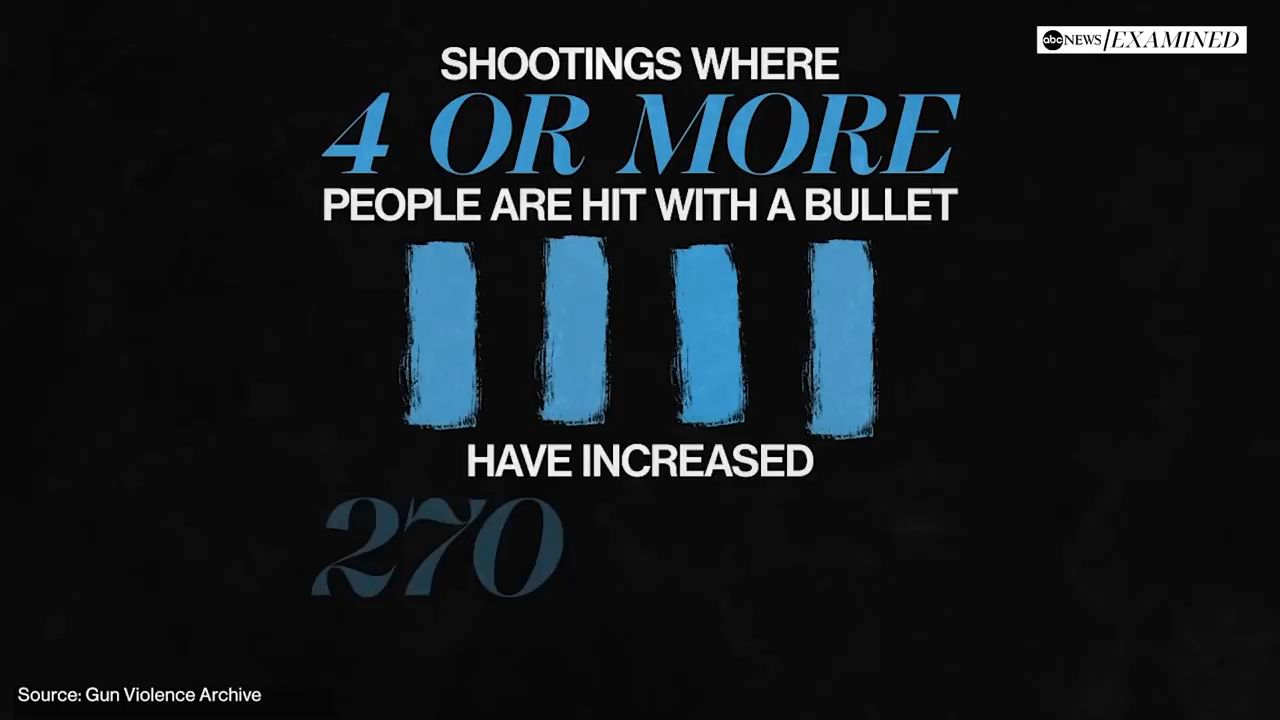 abc NEWS / EXAMINED
SHOOTINGS WHERE
4 OR MORE
PEOPLE ARE HIT WITH A BULLET
HAVE INCREASED
270
Source: Gun Violence Archive